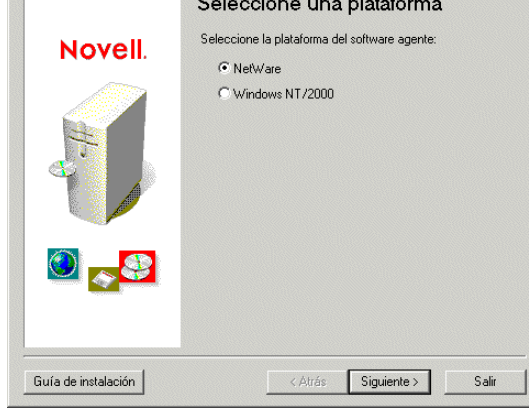 Seleccione una plataforma
Novell.
Seleccione la plataforma del software agente:
NetWare
Windows NT/2000
Guía de instalación
< Atrás
Siguiente >
Salir